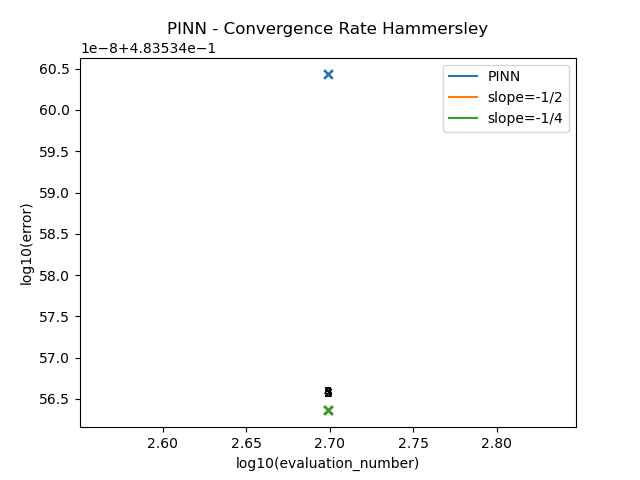 PINN - Convergence Rate Hammersley
1e−8+4.83534e−1
60.5
60.0
59.5
59.0
58.5
58.0
57.5
57.0
56.5
log10(error)
PINN
slope=-1/2
slope=-1/4
2.60
2.65
2.70
2.75
2.80
log10(evaluation_number)